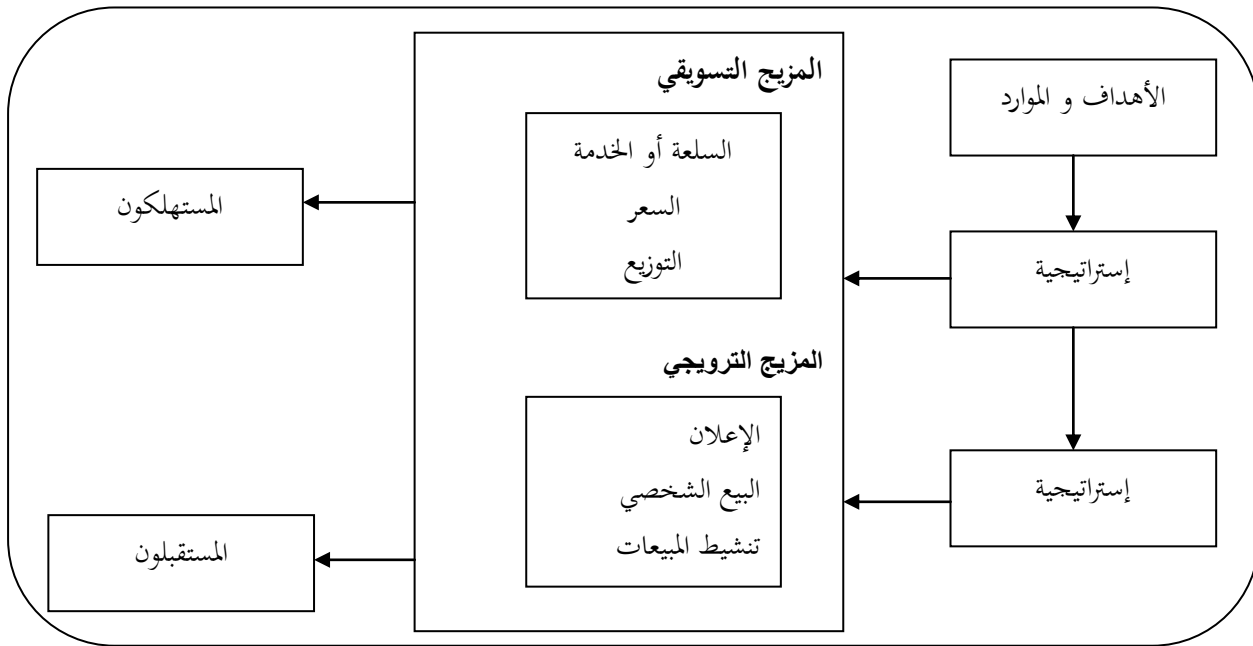 المزيج التسويقي
الأهداف و الموارد
السلعة أو الخدمة
المستهلكون
السعر
التوزيع
إستراتيجية
المزيج الترويجي
الإعلان
إستراتيجية
البيع الشخصي
المستقبلون
تنشيط المبيعات